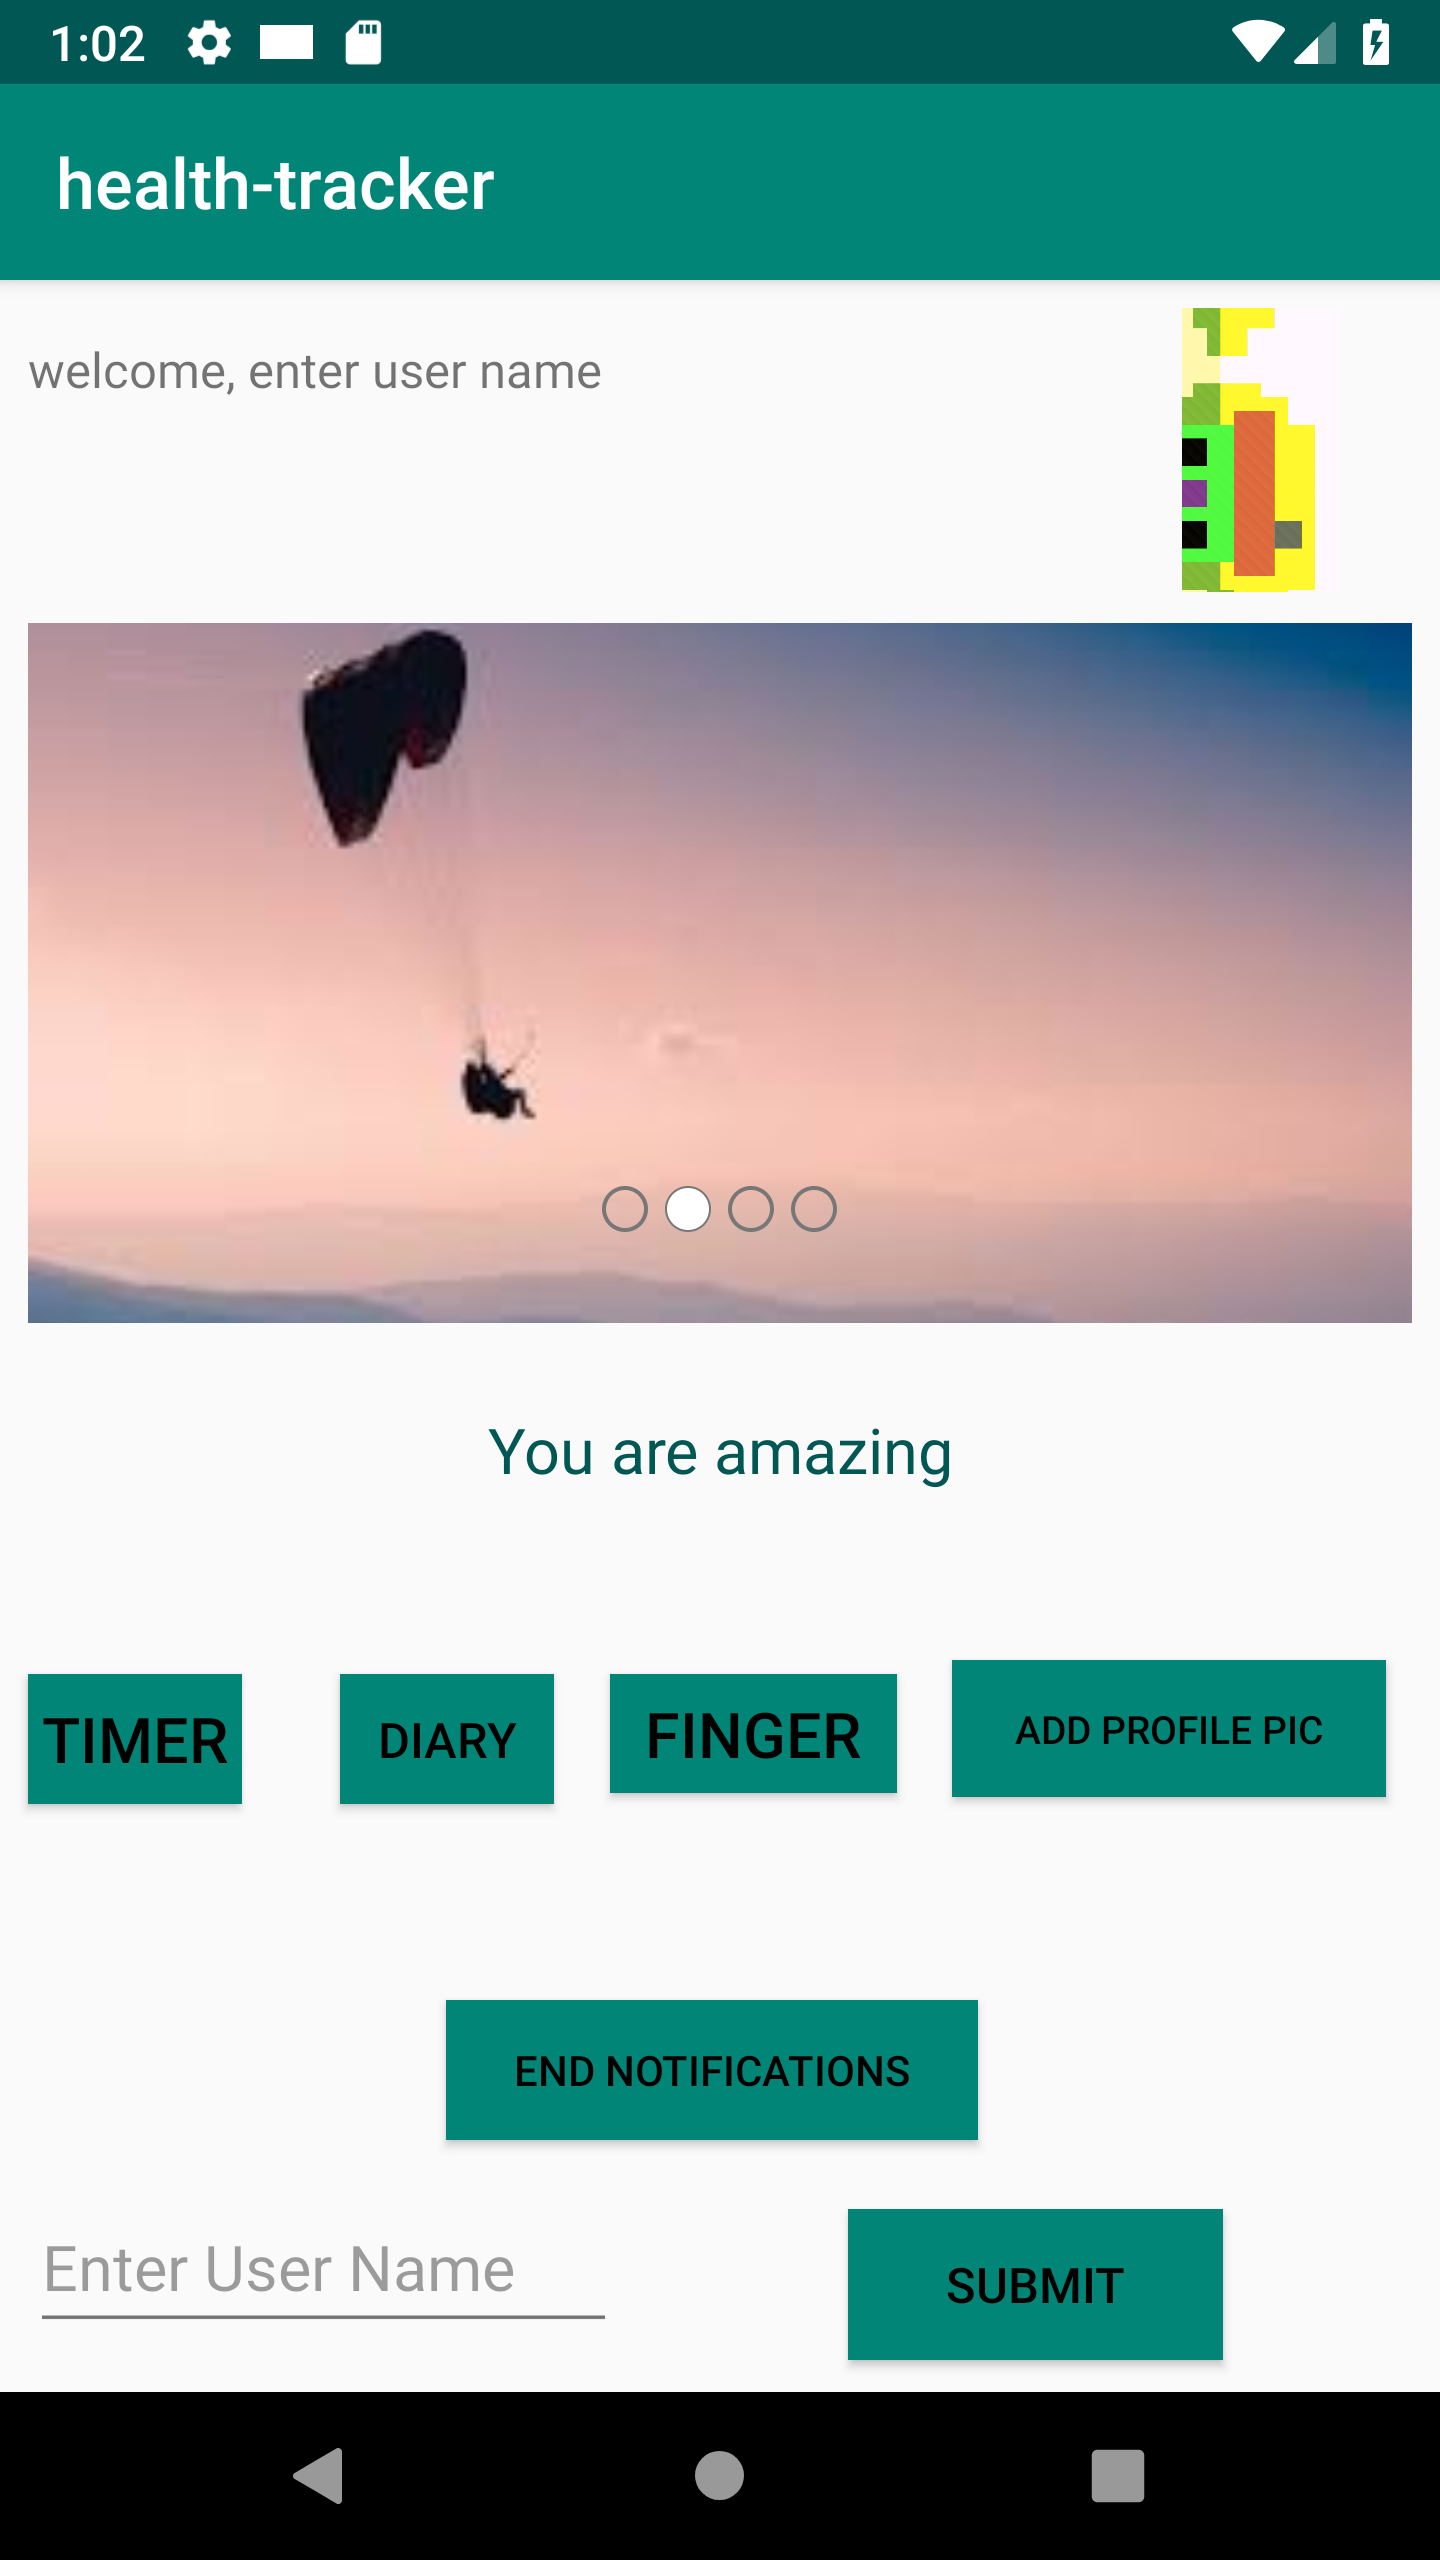 1:02
health-tracker
welcome, enter user name
You are amazing
TIMER
DIARY
FINGER
ADD PROFILE PIC
END NOTIFICATIONS
Enter User Name
SUBMIT